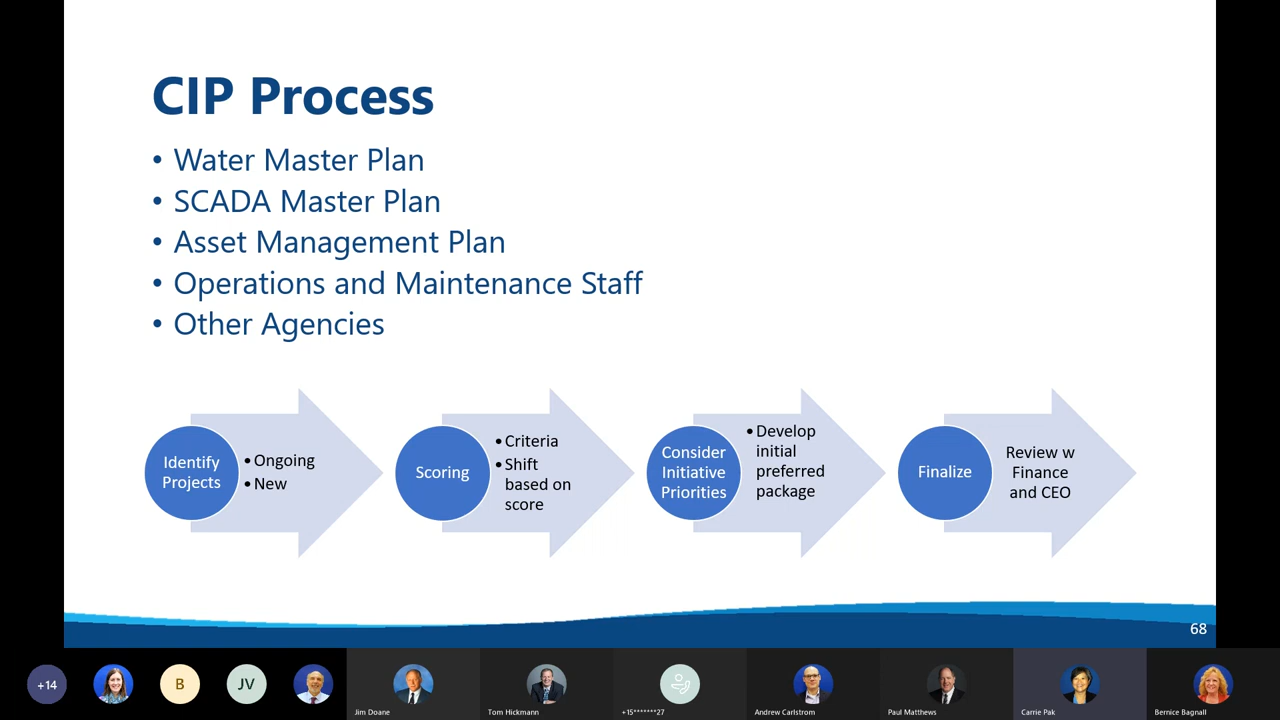 CIP Process
• Water Master Plan
• SCADA Master Plan
• Asset Management Plan
• Operations and Maintenance Staff
• Other Agencies
Identify
Projects
• Ongoing
• New
Scoring
• Criteria
• Shift
based on
score
Consider
Initiative
Priorities
• Develop
initial
preferred
package
Finalize
Review w
Finance
and CEO
68
+14
B
JV
Jim Doane
Tom Hickmann
+15*******27
Andrew Carlstrom
Paul Matthews
Carrie Pak
Bernice Bagnall